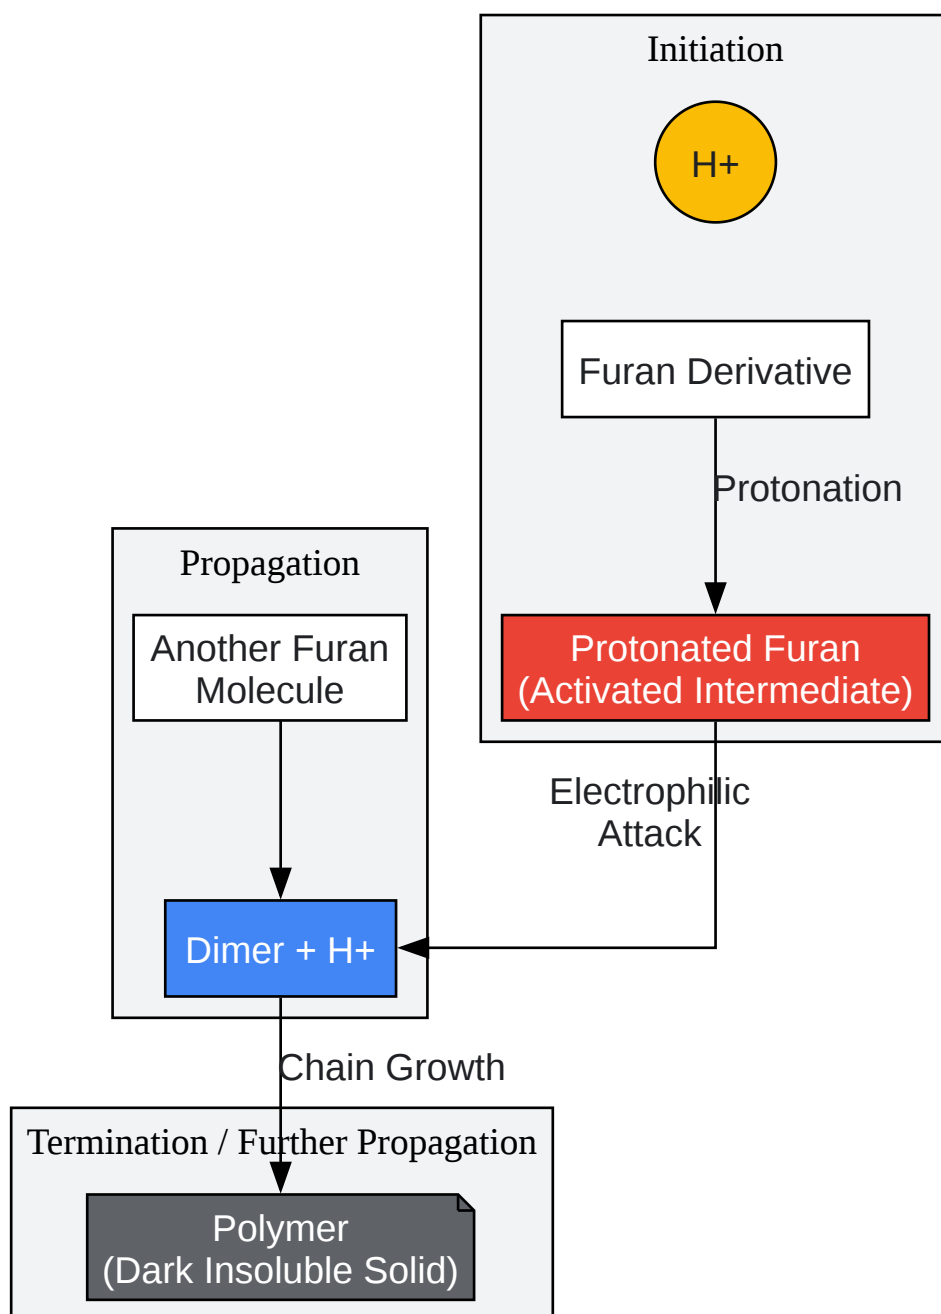 Initiation
H+
Furan Derivative
Protonation
Propagation
Another Furan
Molecule
Protonated Furan
(Activated Intermediate)
Electrophilic
Attack
Dimer + H+
Chain Growth
Termination / Further Propagation
Polymer
(Dark Insoluble Solid)